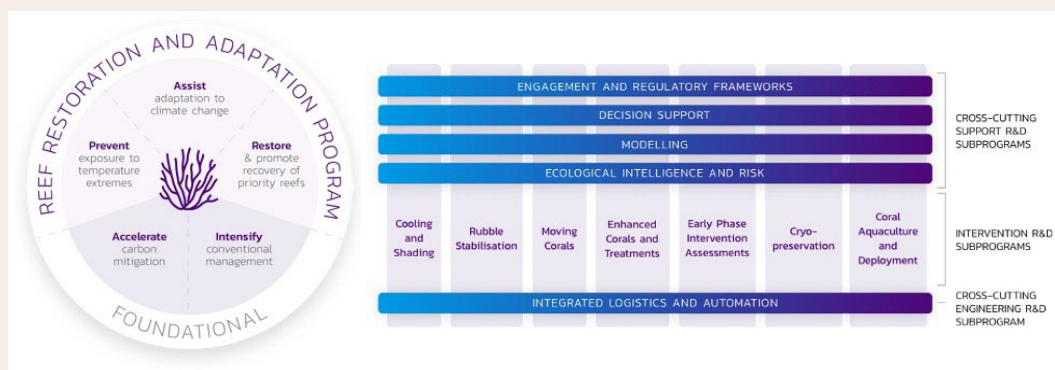 REEF RESTORATION AND ADAPTATION PROGRAM
Assist
adaptation to
climate change
Prevent
exposure to
temperature
extremes
Restore
& promote
recovery of
priority reefs
Accelerate
carbon
mitigation
Intensify
conventional
management
FOUNDATIONAL
ENGAGEMENT AND REGULATORY FRAMEWORKS
DECISION SUPPORT
MODELLING
ECOLOGICAL INTELLIGENCE AND RISK
CROSS-CUTTING
SUPPORT R&D
SUBPROGRAMS
Cooling
and
Shading
Rubble
Stabilisation
Moving
Corals
Enhanced
Corals and
Treatments
Early Phase
Intervention
Assessments
Cryo-
preservation
Coral
Aquaculture
and
Deployment
INTERVENTION R&D
SUBPROGRAMS
INTEGRATED LOGISTICS AND AUTOMATION
CROSS-CUTTING
ENGINEERING R&D
SUBPROGRAM